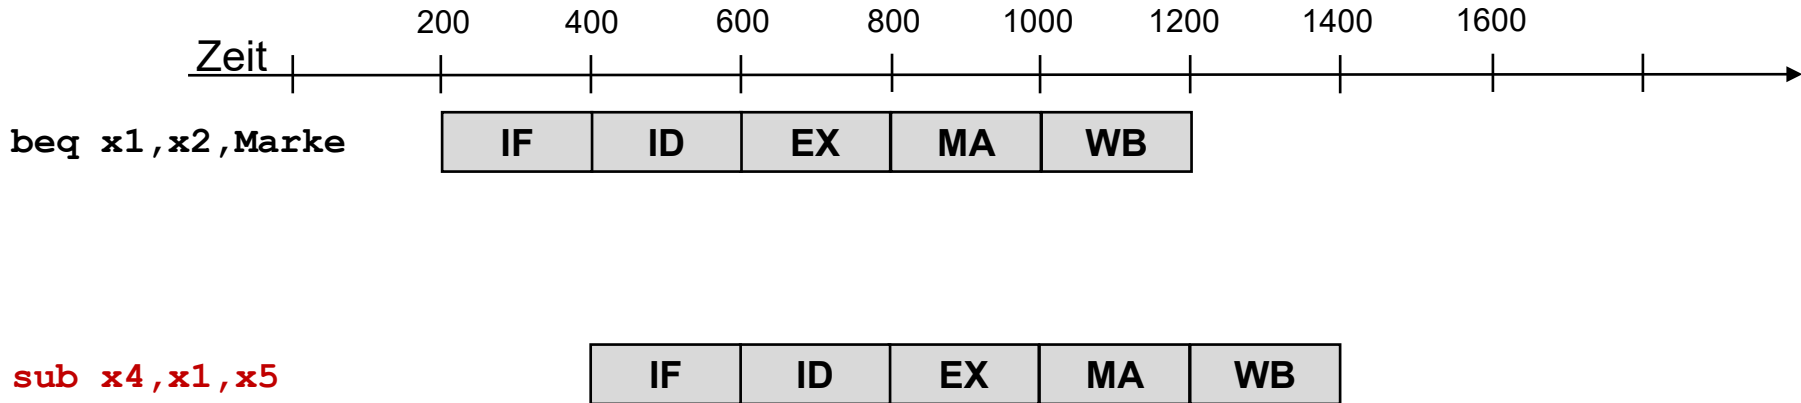 200 400 600 800 1000 1200 1400 1600
Zeit
beq x1,x2,Marke IF ID EX MA WB
sub x4,x1,x5 IF ID EX MA WB